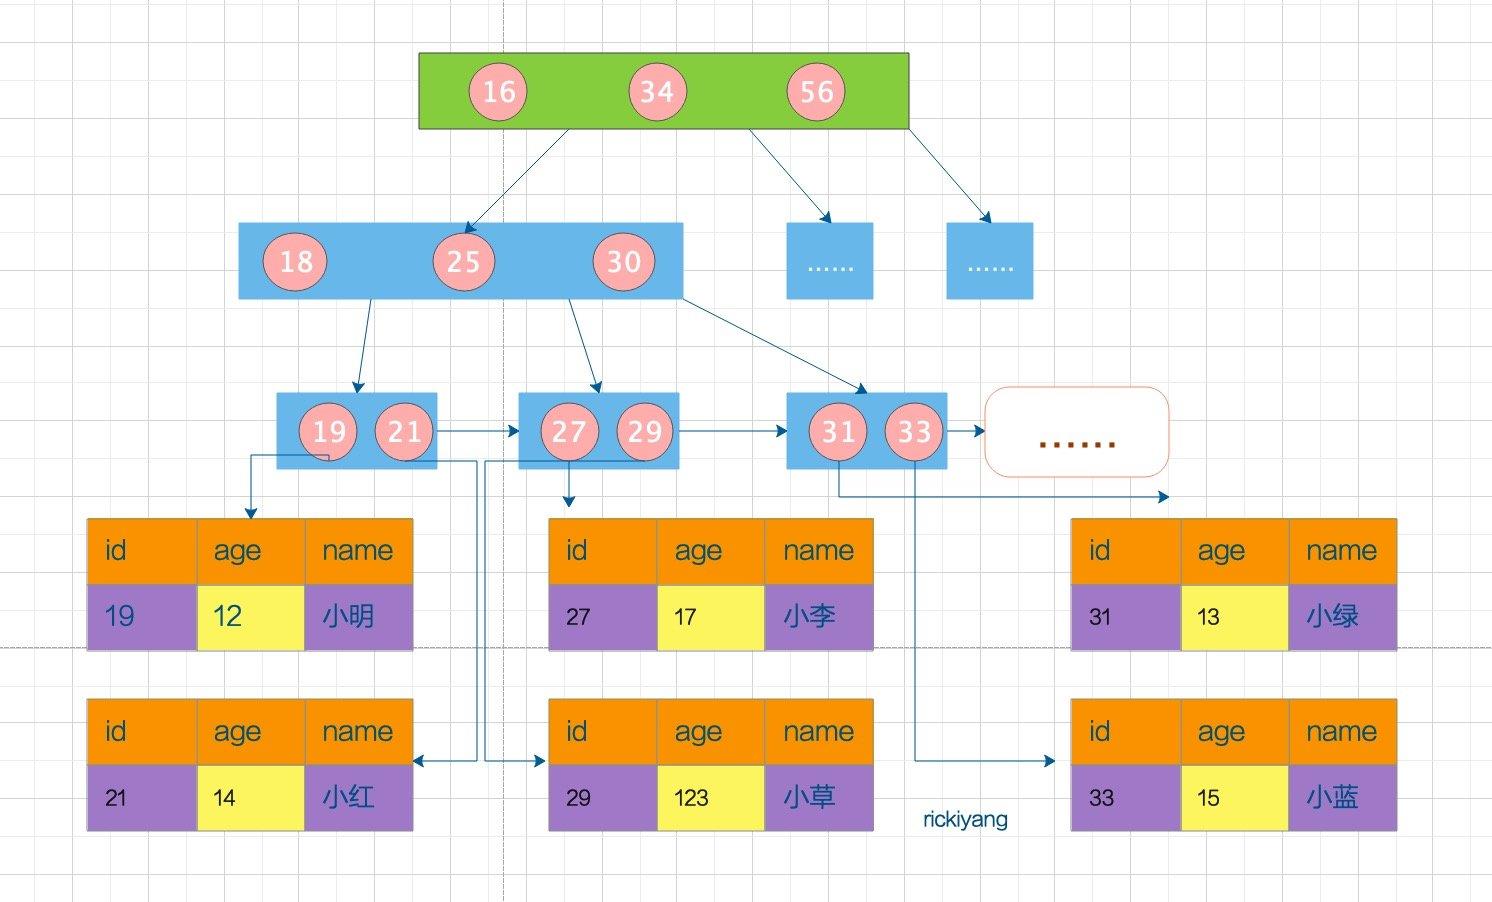 16 34 56
18 25 30 ...... ......
19 21 27 29 31 33 ......
id age name id age name id age name
19 12 小明 27 17 小李 31 13 小绿
id age name id age name id age name
21 14 小红 29 123 小草 33 15 小蓝
rickiyang